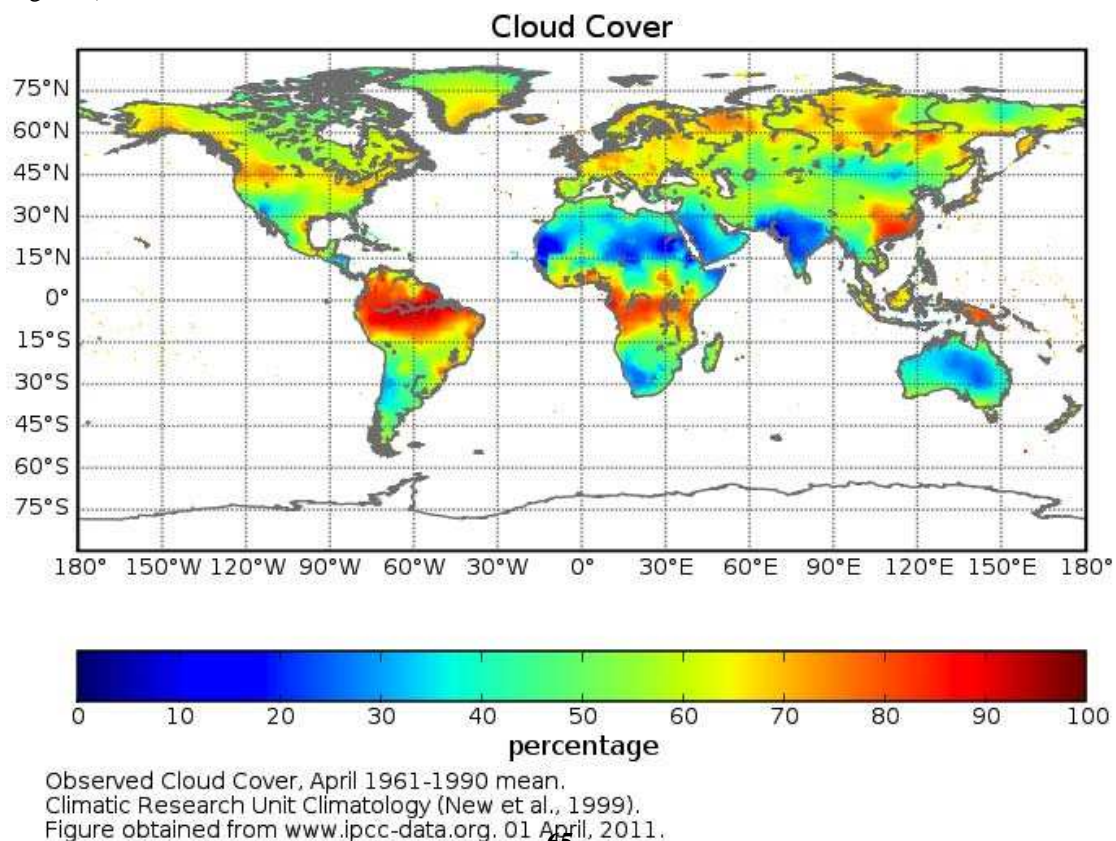 Cloud Cover
75°N
60°N
45°N
30°N
15°N
0°
15°S
30°S
45°S
60°S
75°S
180° 150°W 120°W 90°W 60°W 30°W 0° 30°E 60°E 90°E 120°E 150°E 180°
0 10 20 30 40 50 60 70 80 90 100
percentage
Observed Cloud Cover, April 1961-1990 mean.
Climatic Research Unit Climatology (New et al., 1999).
Figure obtained from www.ipcc-data.org. 01 April, 2011.